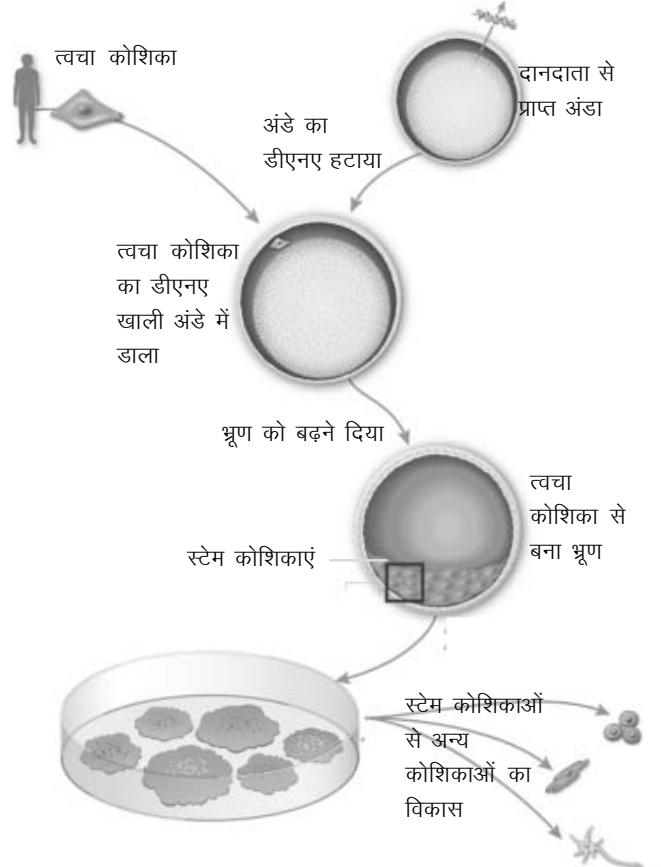 त्वचा कोशिका
दानदाता से
प्राप्त अंडा
अंडे का
डीएनए हटाया
त्वचा कोशिका
का डीएनए
खाली अंडे में
डाला
भ्रूण को बढ़ने दिया
त्वचा
कोशिका से
बना भ्रूण
स्टेम कोशिकाएं
स्टेम कोशिकाओं
से अन्य
कोशिकाओं का
विकास